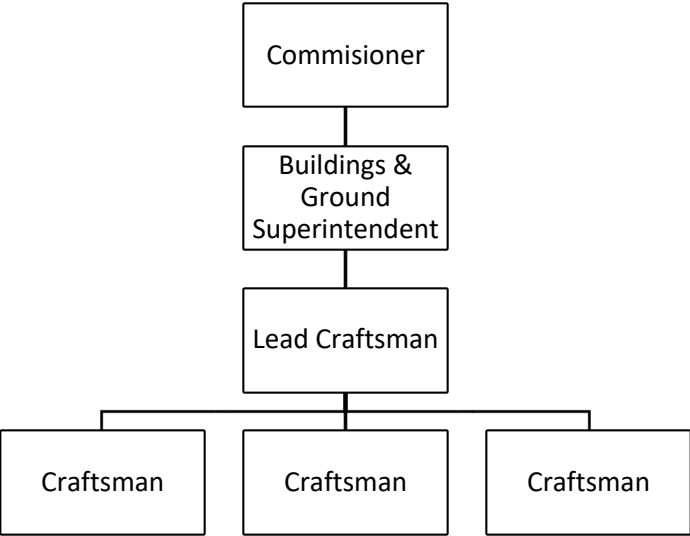 Commisioner
Buildings &
Ground
Superintendent
Lead Craftsman
Craftsman
Craftsman
Craftsman